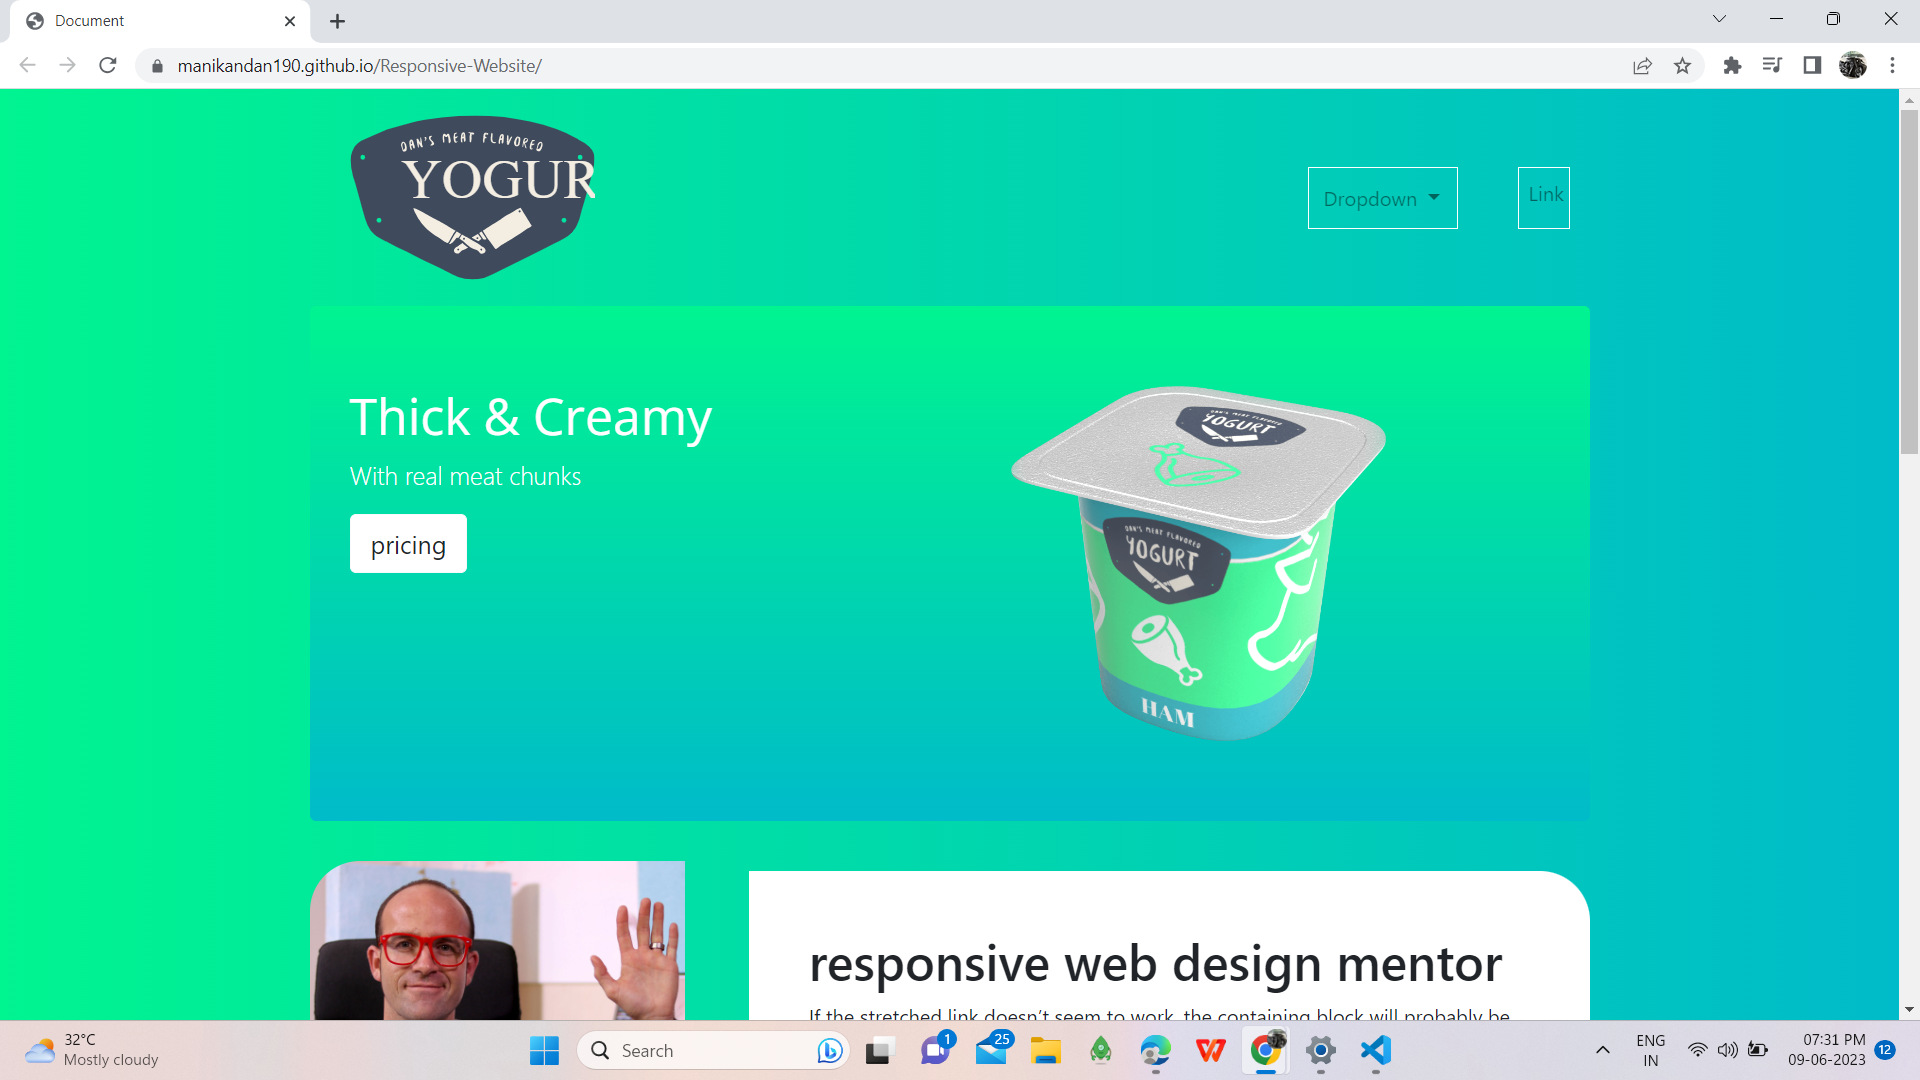 Document
manikandan190.github.io/Responsive-Website/
DAN'S MEAT FLAVORED
YOGUR
Dropdown
Link
Thick & Creamy
With real meat chunks
pricing
DAN'S MEAT FLAVORED
YOGURT
DAN'S MEAT FLAVORED
YOGURT
HAM
responsive web design mentor
If the stretched link doesn't seem to work, the containing block will probably be
32°C
Mostly cloudy
Search
1
25
ENG
IN
07:31 PM
09-06-2023
12